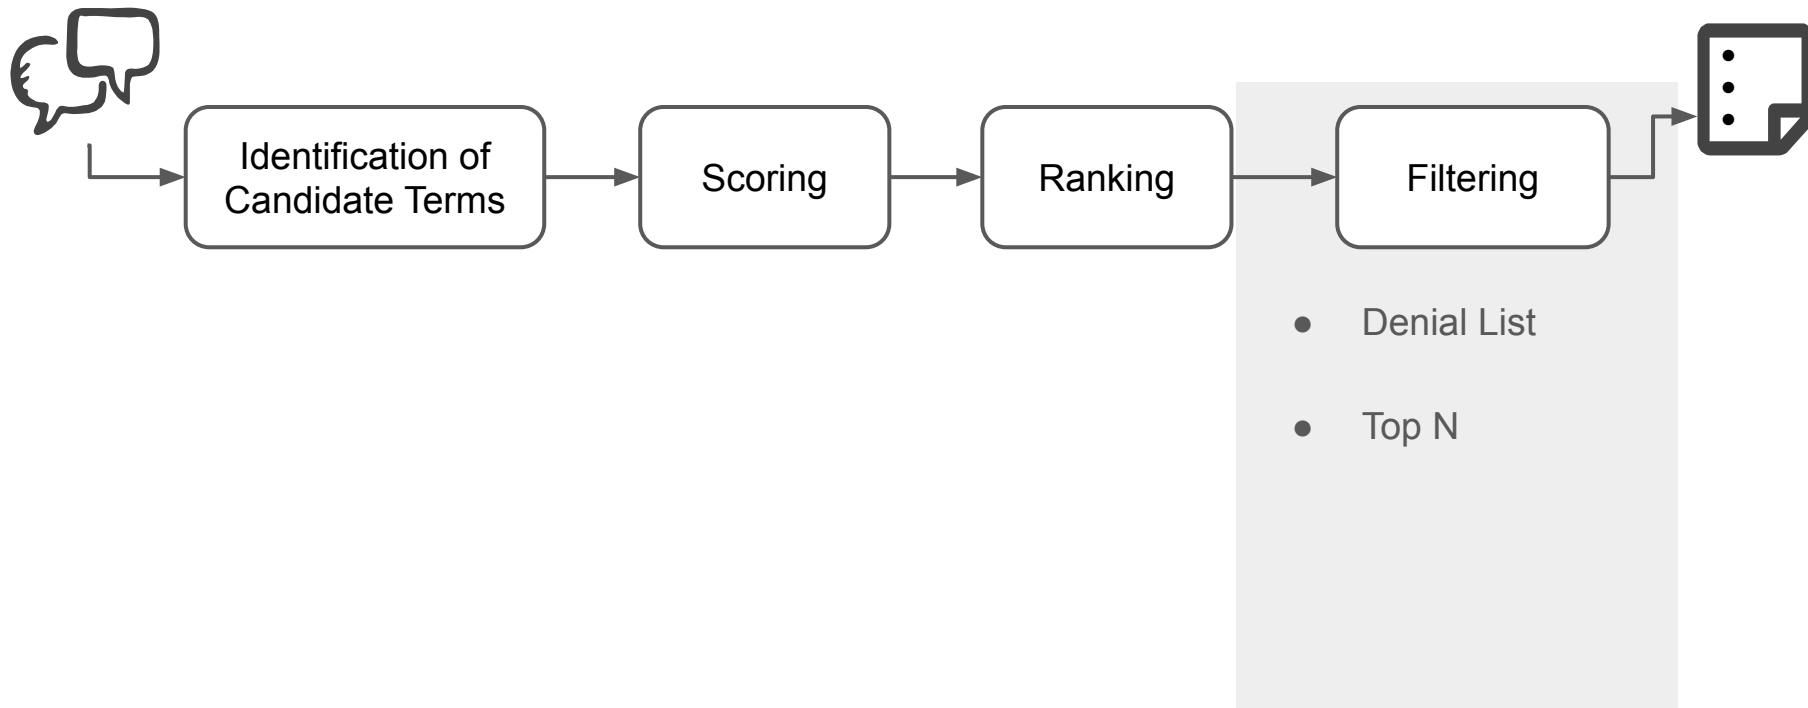 Identification of
Candidate Terms
Scoring
Ranking
Filtering
● Denial List
● Top N